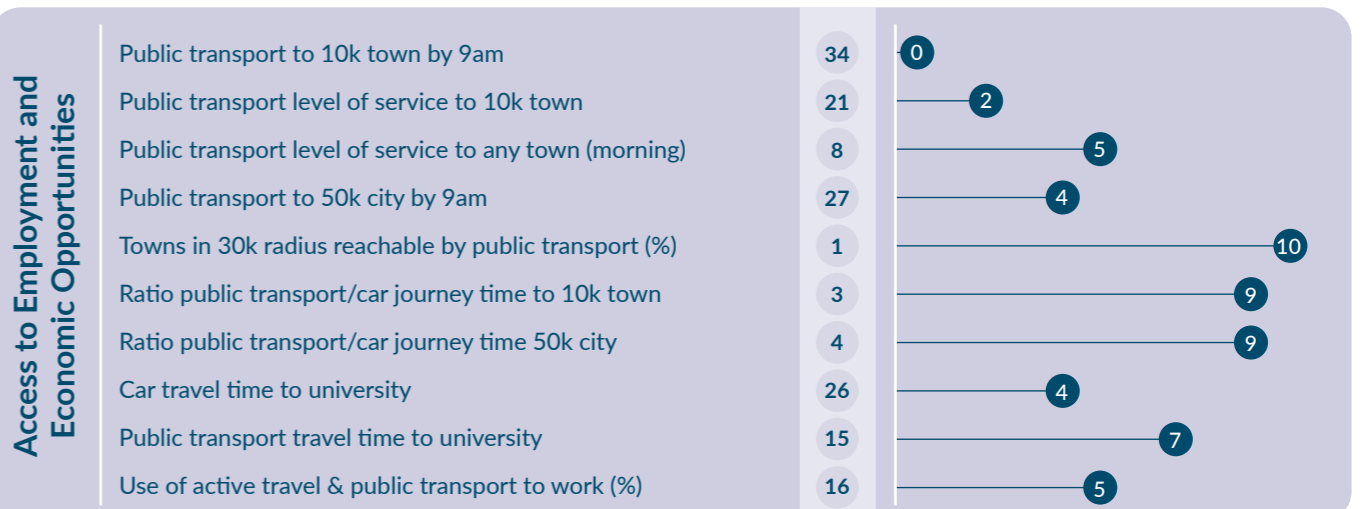 Access to Employment and
Economic Opportunities
Public transport to 10k town by 9am 34 0
Public transport level of service to 10k town 21 2
Public transport level of service to any town (morning) 8 5
Public transport to 50k city by 9am 27 4
Towns in 30k radius reachable by public transport (%) 1 10
Ratio public transport/car journey time to 10k town 3 9
Ratio public transport/car journey time 50k city 4 9
Car travel time to university 26 4
Public transport travel time to university 15 7
Use of active travel & public transport to work (%) 16 5